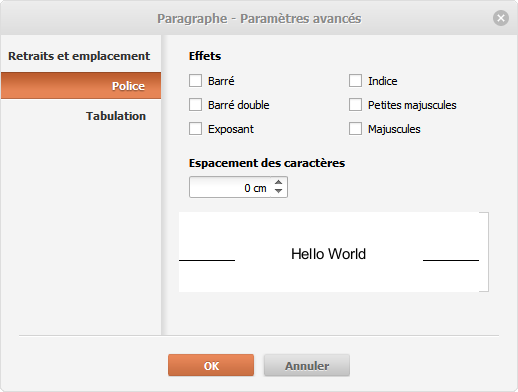 Paragraphe - Paramètres avancés
Retraits et emplacement
Police
Tabulation
Effets
Barré
Indice
Barré double
Petites majuscules
Exposant
Majuscules
Espacement des caractères
0 cm
Hello World
OK
Annuler